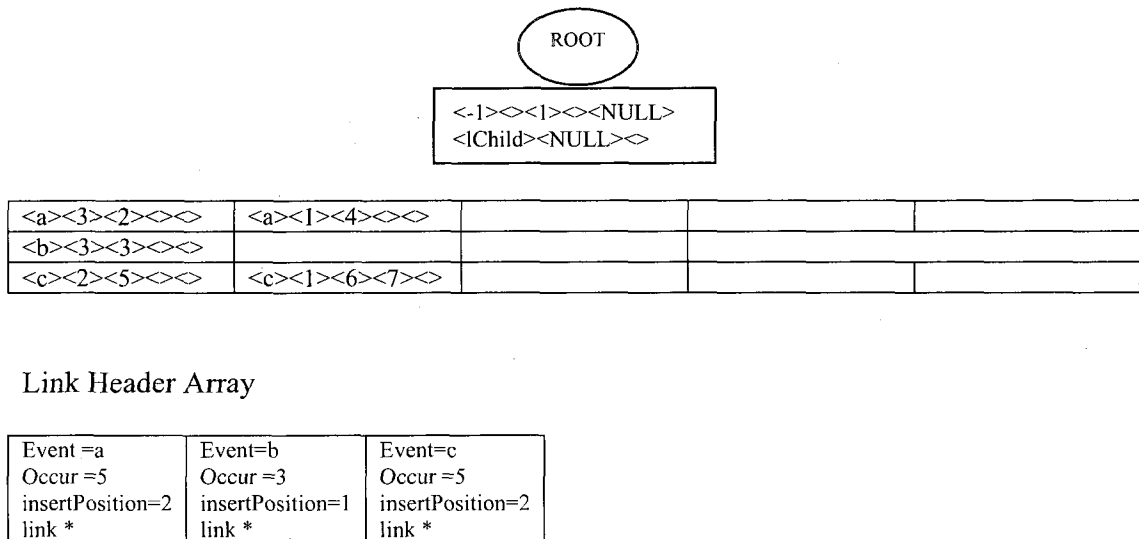 ROOT
<-1><><1><><NULL>
<lChild><NULL><>
<a><3><2><><> <a><1><4><><>
<b><3><3><><>
<c><2><5><><> <c><1><6><7><>
Link Header Array
Event =a Event=b Event=c
Occur =5 Occur =3 Occur =5
insertPosition=2 insertPosition=1 insertPosition=2
link * link * link *